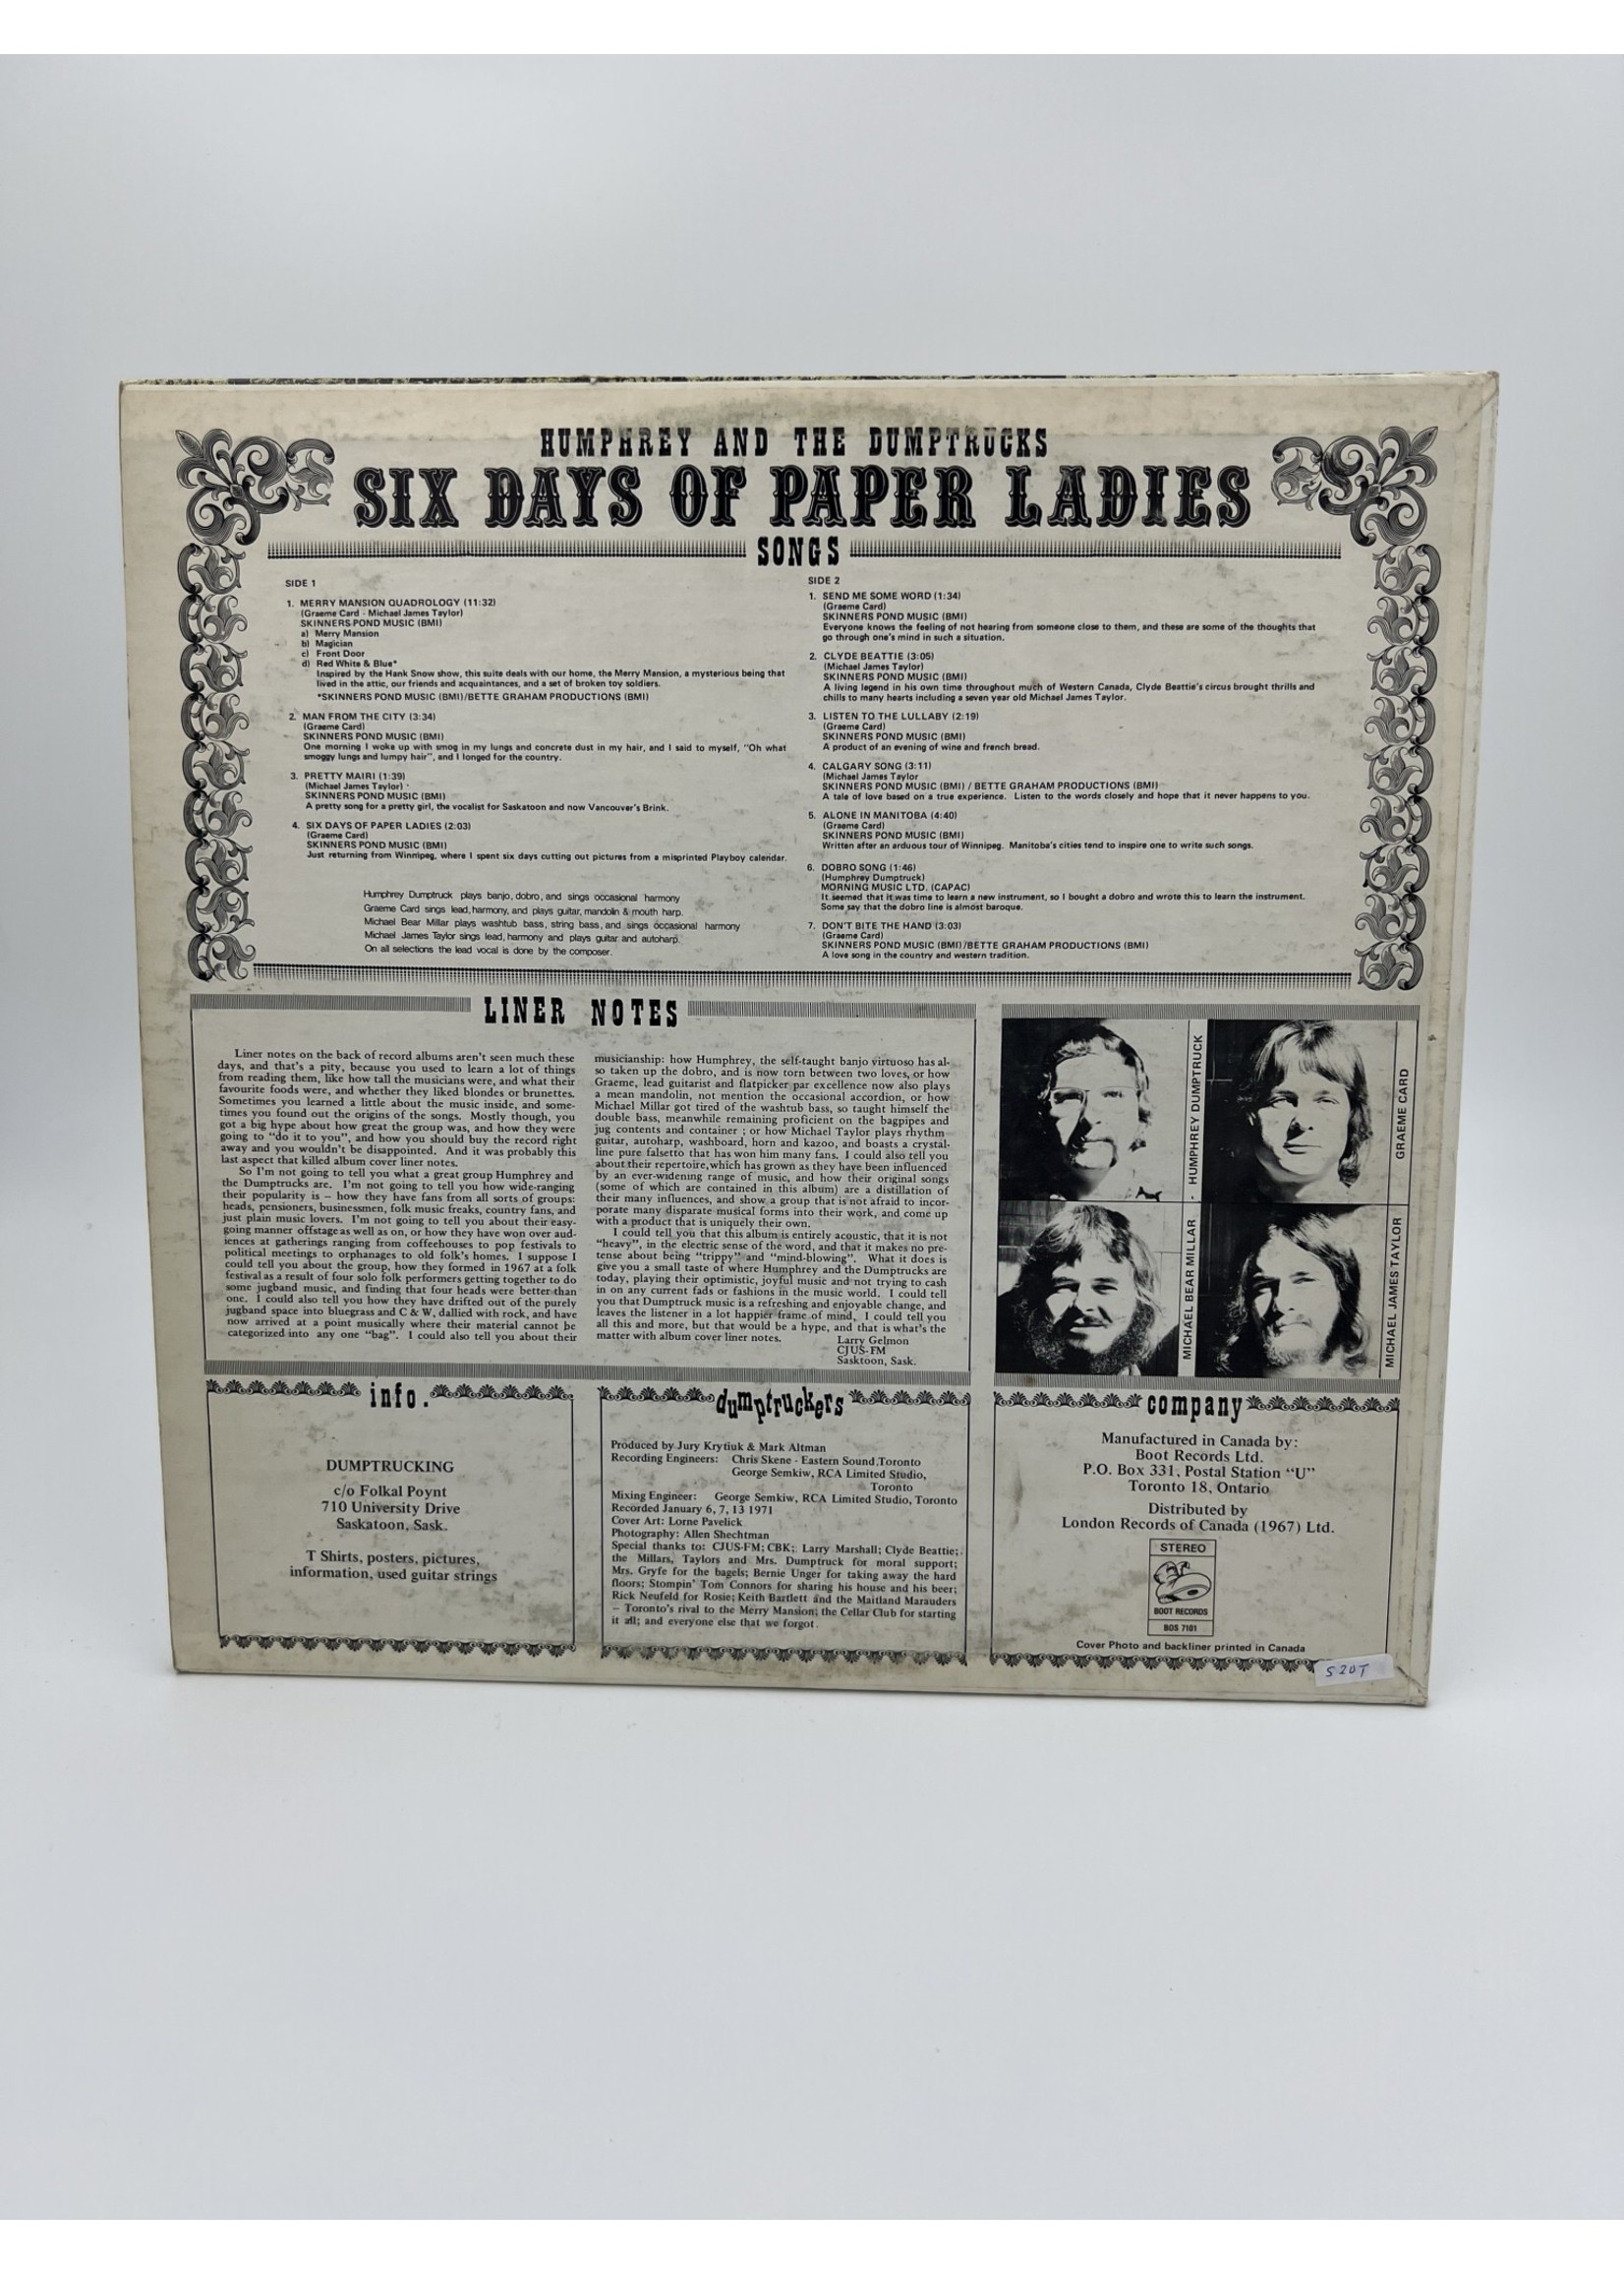 HUMPHREY AND THE DUMPTRUCKS
SIX DAYS OF PAPER LADIES
SONGS
SIDE 1
1. MERRY MANSION QUADROLOGY (11:32)
(Graeme Card - Michael James Taylor)
SKINNERS POND MUSIC (BMI)
a) Merry Mansion
b) Magician
c) Front Door
d) Red White & Blue*
Inspired by the Hank Snow show, this suite deals with our home, the Merry Mansion, a mysterious being that
lived in the attic, our friends and acquaintances, and a set of broken toy soldiers.
*SKINNERS POND MUSIC (BMI)/BETTE GRAHAM PRODUCTIONS (BMI)
2. MAN FROM THE CITY (3:34)
(Graeme Card)
SKINNERS POND MUSIC (BMI)
One morning I woke up with smog in my lungs and concrete dust in my hair, and I said to myself, "Oh what
smoggy lungs and lumpy hair", and I longed for the country.
3. PRETTY MAIRI (1:39)
(Michael James Taylor)
SKINNERS POND MUSIC (BMI)
A pretty song for a pretty girl, the vocalist for Saskatoon and now Vancouver's Brink.
4. SIX DAYS OF PAPER LADIES (2:03)
(Graeme Card)
SKINNERS POND MUSIC (BMI)
Just returning from Winnipeg, where I spent six days cutting out pictures from a misprinted Playboy calendar.
Humphrey Dumptruck plays banjo, dobro, and sings occasional harmony
Graeme Card sings lead, harmony, and plays guitar, mandolin & mouth harp.
Michael Bear Millar plays washtub bass, string bass, and sings occasional harmony
Michael James Taylor sings lead, harmony and plays guitar and autoharp.
On all selections the lead vocal is done by the composer.
SIDE 2
1. SEND ME SOME WORD (1:34)
(Graeme Card)
SKINNERS POND MUSIC (BMI)
Everyone knows the feeling of not hearing from someone close to them, and these are some of the thoughts that
go through one's mind in such a situation.
2. CLYDE BEATTIE (3:05)
(Michael James Taylor)
SKINNERS POND MUSIC (BMI)
A living legend in his own time throughout much of Western Canada, Clyde Beattie's circus brought thrills and
chills to many hearts including a seven year old Michael James Taylor.
3. LISTEN TO THE LULLABY (2:19)
(Graeme Card)
SKINNERS POND MUSIC (BMI)
A product of an evening of wine and french bread.
4. CALGARY SONG (3:11)
(Michael James Taylor
SKINNERS POND MUSIC (BMI) / BETTE GRAHAM PRODUCTIONS (BMI)
A tale of love based on a true experience. Listen to the words closely and hope that it never happens to you.
5. ALONE IN MANITOBA (4:40)
(Graeme Card)
SKINNERS POND MUSIC (BMI)
Written after an arduous tour of Winnipeg. Manitoba's cities tend to inspire one to write such songs.
6. DOBRO SONG (1:46)
(Humphrey Dumptruck)
MORNING MUSIC LTD. (CAPAC)
It seemed that it was time to learn a new instrument, so I bought a dobro and wrote this to learn the instrument.
Some say that the dobro line is almost baroque.
7. DON'T BITE THE HAND (3:03)
(Graeme Card)
SKINNERS POND MUSIC (BMI)/BETTE GRAHAM PRODUCTIONS (BMI)
A love song in the country and western tradition.
LINER NOTES
Liner notes on the back of record albums aren't seen much these
days, and that's a pity, because you used to learn a lot of things
from reading them, like how tall the musicians were, and what their
favourite foods were, and whether they liked blondes or brunettes.
Sometimes you learned a little about the music inside, and some-
times you found out the origins of the songs. Mostly though, you
got a big hype about how great the group was, and how they were
going to "do it to you", and how you should buy the record right
away and you wouldn't be disappointed. And it was probably this
last aspect that killed album cover liner notes.
So I'm not going to tell you what a great group Humphrey and
the Dumptrucks are. I'm not going to tell you how wide-ranging
their popularity is – how they have fans from all sorts of groups:
heads, pensioners, businessmen, folk music freaks, country fans, and
just plain music lovers. I'm not going to tell you about their easy-
going manner offstage as well as on, or how they have won over aud-
iences at gatherings ranging from coffeehouses to pop festivals to
political meetings to orphanages to old folk's homes. I suppose I
could tell you about the group, how they formed in 1967 at a folk
festival as a result of four solo folk performers getting together to do
some jugband music, and finding that four heads were better than
one. I could also tell you how they have drifted out of the purely
jugband space into bluegrass and C & W, dallied with rock, and have
now arrived at a point musically where their material cannot be
categorized into any one "bag". I could also tell you about their
musicianship: how Humphrey, the self-taught banjo virtuoso has al-
so taken up the dobro, and is now torn between two loves, or how
Graeme, lead guitarist and flatpicker par excellence now also plays
a mean mandolin, not mention the occasional accordion, or how
Michael Millar got tired of the washtub bass, so taught himself the
double bass, meanwhile remaining proficient on the bagpipes and
jug contents and container ; or how Michael Taylor plays rhythm
guitar, autoharp, washboard, horn and kazoo, and boasts a crystal-
line pure falsetto that has won him many fans. I could also tell you
about their repertoire, which has grown as they have been influenced
by an ever-widening range of music, and how their original songs
(some of which are contained in this album) are a distillation of
their many influences, and show a group that is not afraid to incor-
porate many disparate musical forms into their work, and come up
with a product that is uniquely their own.
I could tell you that this album is entirely acoustic, that it is not
"heavy", in the electric sense of the word, and that it makes no pre-
tense about being "trippy" and "mind-blowing". What it does is
give you a small taste of where Humphrey and the Dumptrucks are
today, playing their optimistic, joyful music and not trying to cash
in on any current fads or fashions in the music world. I could tell
you that Dumptruck music is a refreshing and enjoyable change, and
leaves the listener in a lot happier frame of mind, I could tell you
all this and more, but that would be a hype, and that is what's the
matter with album cover liner notes.
Larry Gelmon
CJUS-FM
Sasktoon, Sask.
HUMPHREY DUMPTRUCK
GRAEME CARD
MICHAEL BEAR MILLAR
MICHAEL JAMES TAYLOR
info.
DUMPTRUCKING
c/o Folkal Poynt
710 University Drive
Saskatoon, Sask.
T Shirts, posters, pictures,
information, used guitar strings
dumptruckers
Produced by Jury Krytiuk & Mark Altman
Recording Engineers: Chris Skene - Eastern Sound, Toronto
George Semkiw, RCA Limited Studio,
Toronto
Mixing Engineer: George Semkiw, RCA Limited Studio, Toronto
Recorded January 6, 7, 13 1971
Cover Art: Lorne Pavelick
Photography: Allen Shechtman
Special thanks to: CJUS-FM; CBK; Larry Marshall; Clyde Beattie;
the Millars, Taylors and Mrs. Dumptruck for moral support;
Mrs. Gryfe for the bagels; Bernie Unger for taking away the hard
floors; Stompin' Tom Connors for sharing his house and his beer;
Rick Neufeld for Rosie; Keith Bartlett and the Maitland Marauders
– Toronto's rival to the Merry Mansion; the Cellar Club for starting
it all; and everyone else that we forgot.
company
Manufactured in Canada by:
Boot Records Ltd.
P.O. Box 331, Postal Station "U"
Toronto 18, Ontario
Distributed by
London Records of Canada (1967) Ltd.
STEREO
BOOT RECORDS
BOS 7101
Cover Photo and backliner printed in Canada
S20T